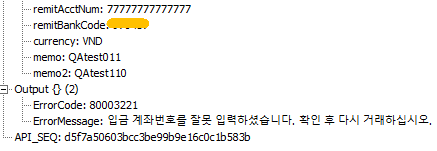 remitAcctNum: 77777777777777
remitBankCode:
currency: VND
memo: QAtest011
memo2: QAtest110
Output {} (2)
ErrorCode: 80003221
ErrorMessage: 입금 계좌번호를 잘못 입력하셨습니다. 확인 후 다시 거래하십시오.
API_SEQ: d5f7a50603bcc3be99b9e16c0c1b583b